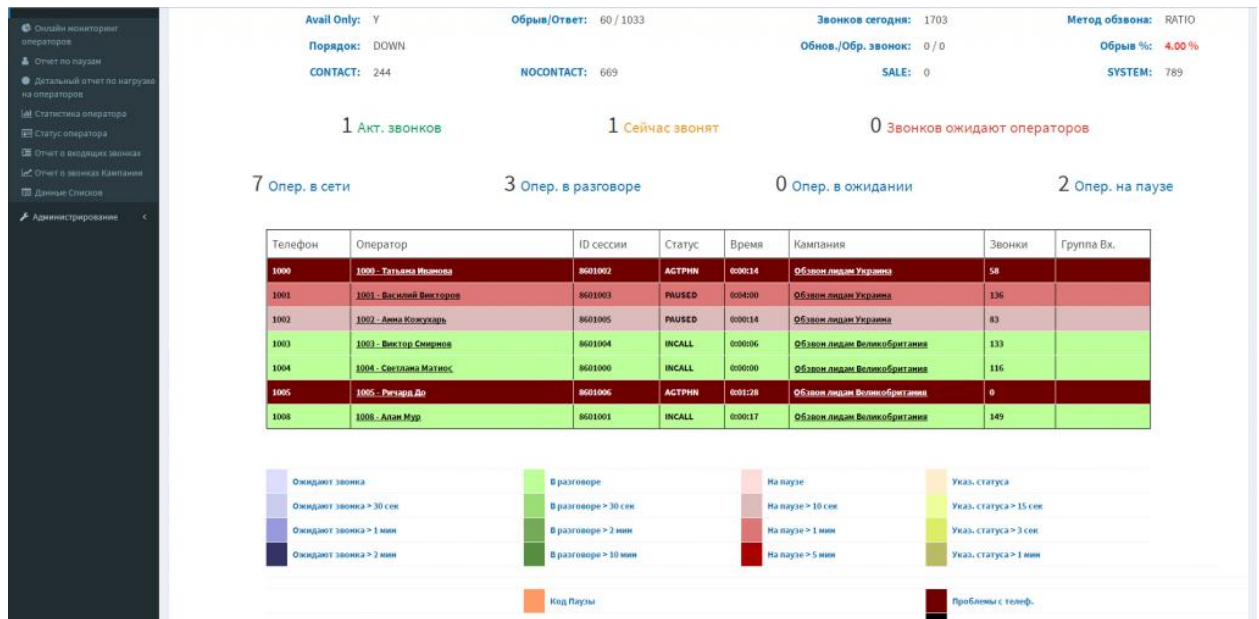 Avail Only: Y Обрыв/Ответ: 60 / 1033 Звонков сегодня: 1703 Метод обзвона: RATIO
Порядок: DOWN Обнов./Обр. звонок: 0 / 0 Обрыв %: 4.00 %
CONTACT: 244 NOCONTACT: 669 SALE: 0 SYSTEM: 789
Онлайн мониторинг
операторов
Отчет по паузам
Детальный отчет по нагрузке
на операторов
Статистика оператора
Статус оператора
Отчет о входящих звонках
Отчет о звонках Кампании
Данные Списков
Администрирование <
1 Акт. звонков 1 Сейчас звонят 0 Звонков ожидают операторов
7 Опер. в сети 3 Опер. в разговоре 0 Опер. в ожидании 2 Опер. на паузе
Телефон Оператор ID сессии Статус Время Кампания Звонки Группа Вх.
1000 1000 - Татьяна Иванова 8601002 AGTPHN 0:00:14 Обзвон лидам Украина 58
1001 1001 - Василий Викторов 8601003 PAUSED 0:04:00 Обзвон лидам Украина 136
1002 1002 - Анна Кожухарь 8601005 PAUSED 0:00:14 Обзвон лидам Украина 83
1003 1003 - Виктор Смирнов 8601004 INCALL 0:00:06 Обзвон лидам Великобритания 133
1004 1004 - Светлана Матиос 8601000 INCALL 0:00:00 Обзвон лидам Великобритания 116
1005 1005 - Ричард До 8601006 AGTPHN 0:01:28 Обзвон лидам Великобритания 0
1008 1008 - Алан Мур 8601001 INCALL 0:00:17 Обзвон лидам Великобритания 149
Ожидают звонка В разговоре На паузе Указ. статуса
Ожидают звонка > 30 сек В разговоре > 30 сек На паузе > 10 сек Указ. статуса > 15 сек
Ожидают звонка > 1 мин В разговоре > 2 мин На паузе > 1 мин Указ. статуса > 3 сек
Ожидают звонка > 2 мин В разговоре > 10 мин На паузе > 5 мин Указ. статуса > 1 мин
Код Паузы Проблемы с телеф.